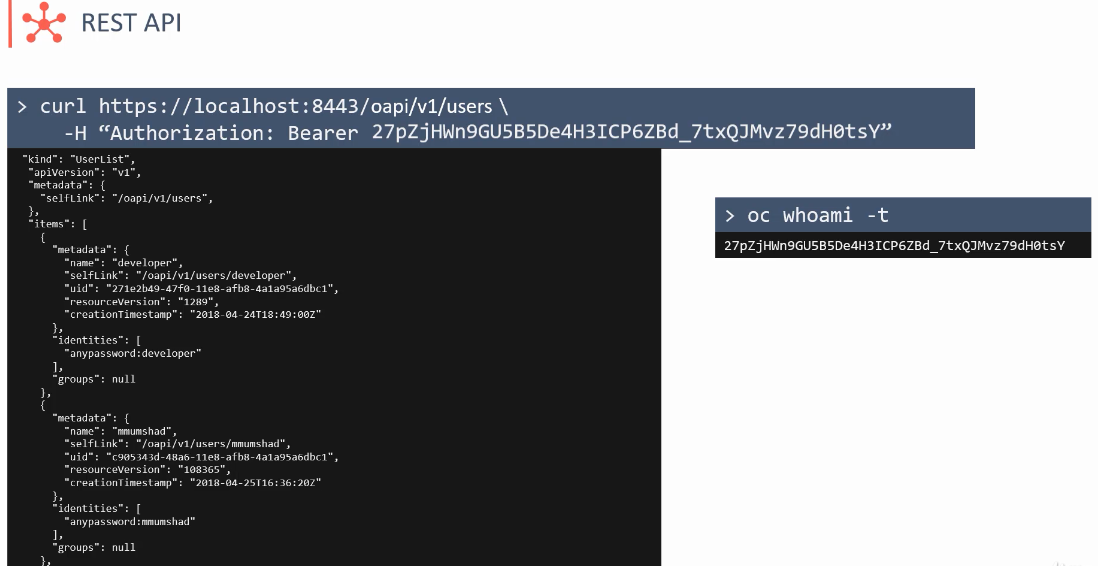 REST API
> curl https://localhost:8443/oapi/v1/users \
-H “Authorization: Bearer 27pZjHWn9GU5B5De4H3ICP6ZBd_7txQJMvz79dH0tsY”
"kind": "UserList",
"apiVersion": "v1",
"metadata": {
"selfLink": "/oapi/v1/users",
},
"items": [
{
"metadata": {
"name": "developer",
"selfLink": "/oapi/v1/users/developer",
"uid": "271e2b49-47f0-11e8-afb8-4a1a95a6dbc1",
"resourceVersion": "1289",
"creationTimestamp": "2018-04-24T18:49:00Z"
},
"identities": [
"anypassword:developer"
],
"groups": null
},
{
"metadata": {
"name": "mmumshad",
"selfLink": "/oapi/v1/users/mmumshad",
"uid": "c905343d-48a6-11e8-afb8-4a1a95a6dbc1",
"resourceVersion": "108365",
"creationTimestamp": "2018-04-25T16:36:20Z"
},
"identities": [
"anypassword:mmumshad"
],
"groups": null
},
> oc whoami -t
27pZjHWn9GU5B5De4H3ICP6ZBd_7txQJMvz79dH0tsY